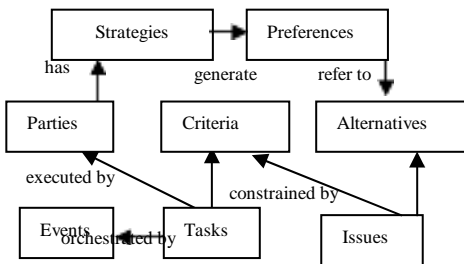 Strategies
Preferences
has
generate
refer to
Parties
Criteria
Alternatives
executed by
constrained by
Events
orchestrated by
Tasks
Issues